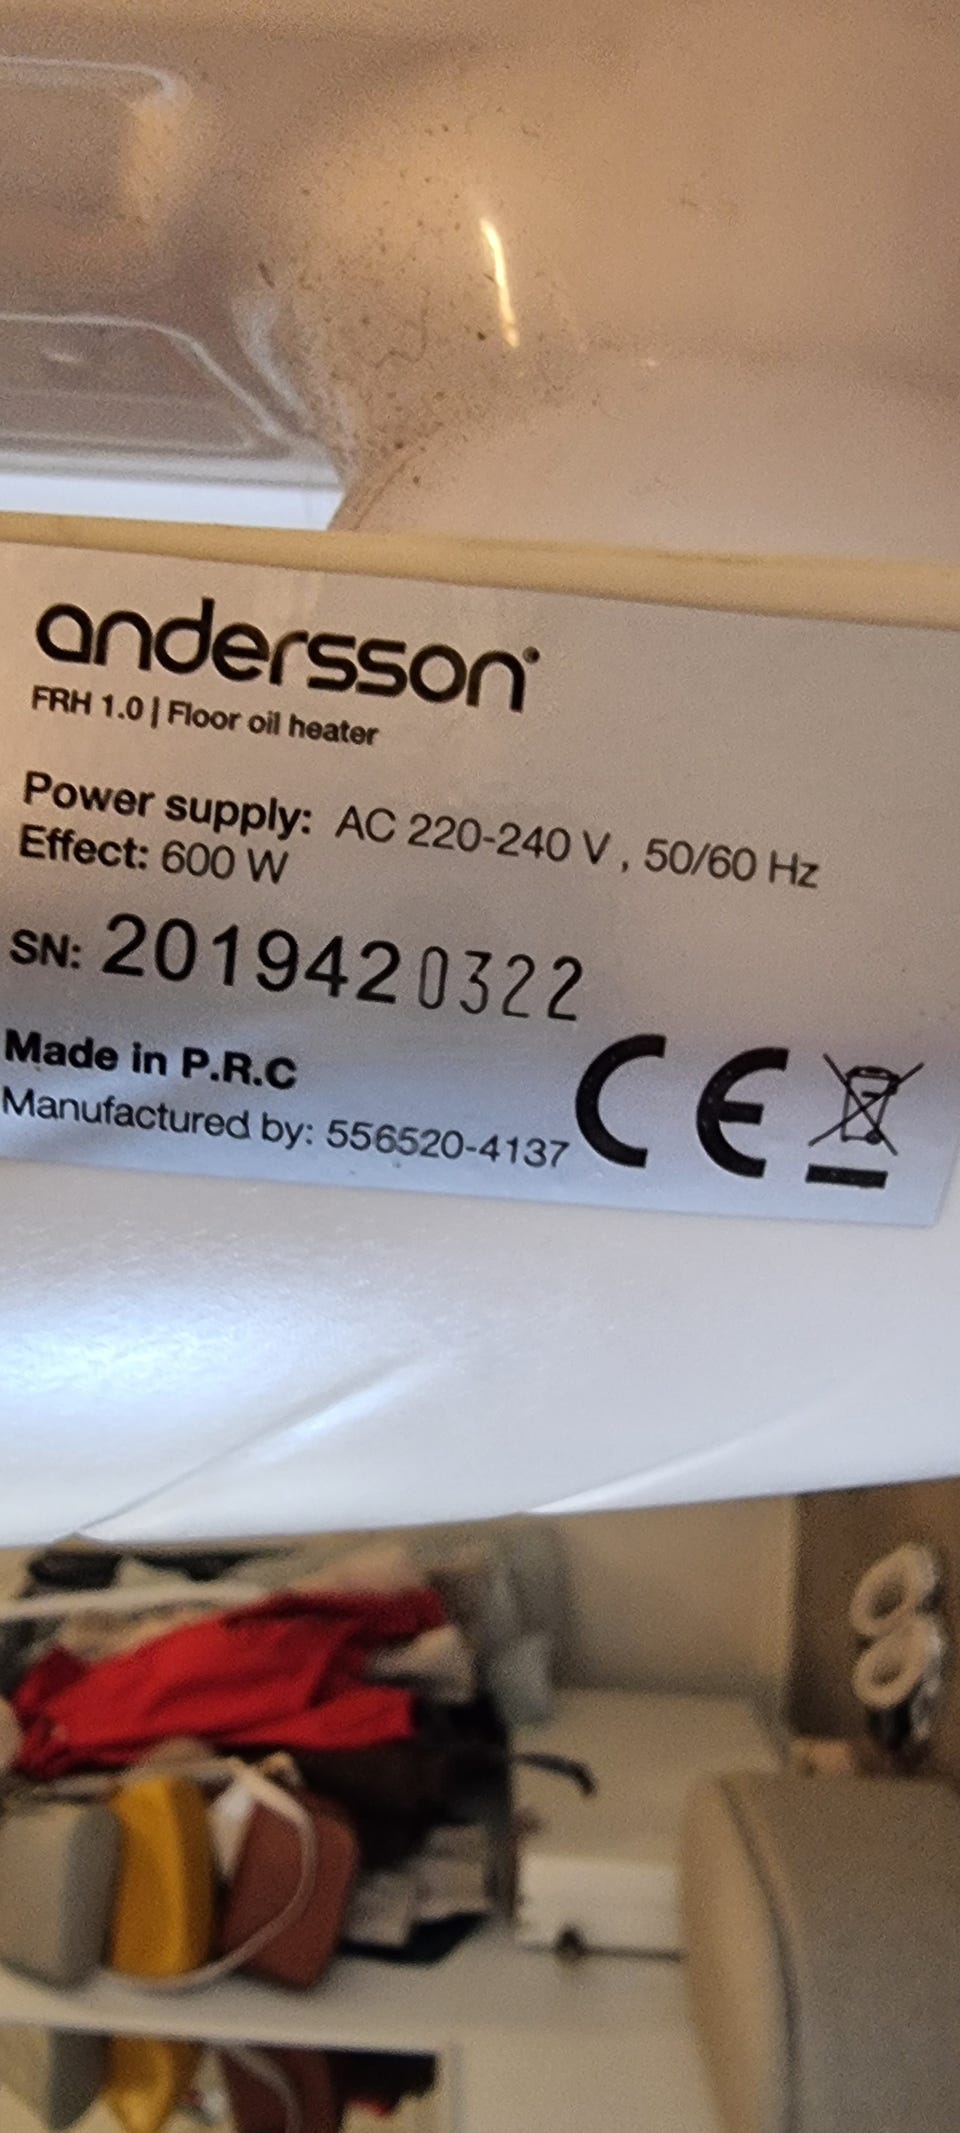 andersson
FRH 1.0 | Floor oil heater
Power supply: AC 220-240 V , 50/60 Hz
Effect: 600 W
SN: 2019420322
Made in P.R.C
Manufactured by: 556520-4137
CE